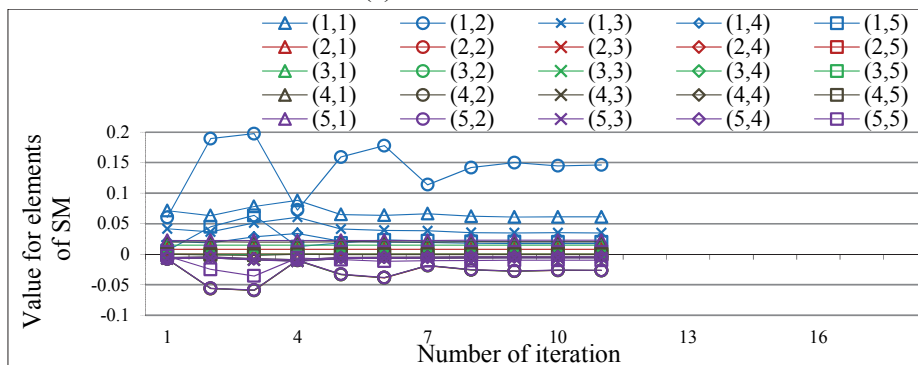 (1,1) (1,2) (1,3) (1,4) (1,5)
(2,1) (2,2) (2,3) (2,4) (2,5)
(3,1) (3,2) (3,3) (3,4) (3,5)
(4,1) (4,2) (4,3) (4,4) (4,5)
(5,1) (5,2) (5,3) (5,4) (5,5)
Value for elements
of SM
0.2
0.15
0.1
0.05
0
-0.05
-0.1
1 4 7 10 13 16
Number of iteration